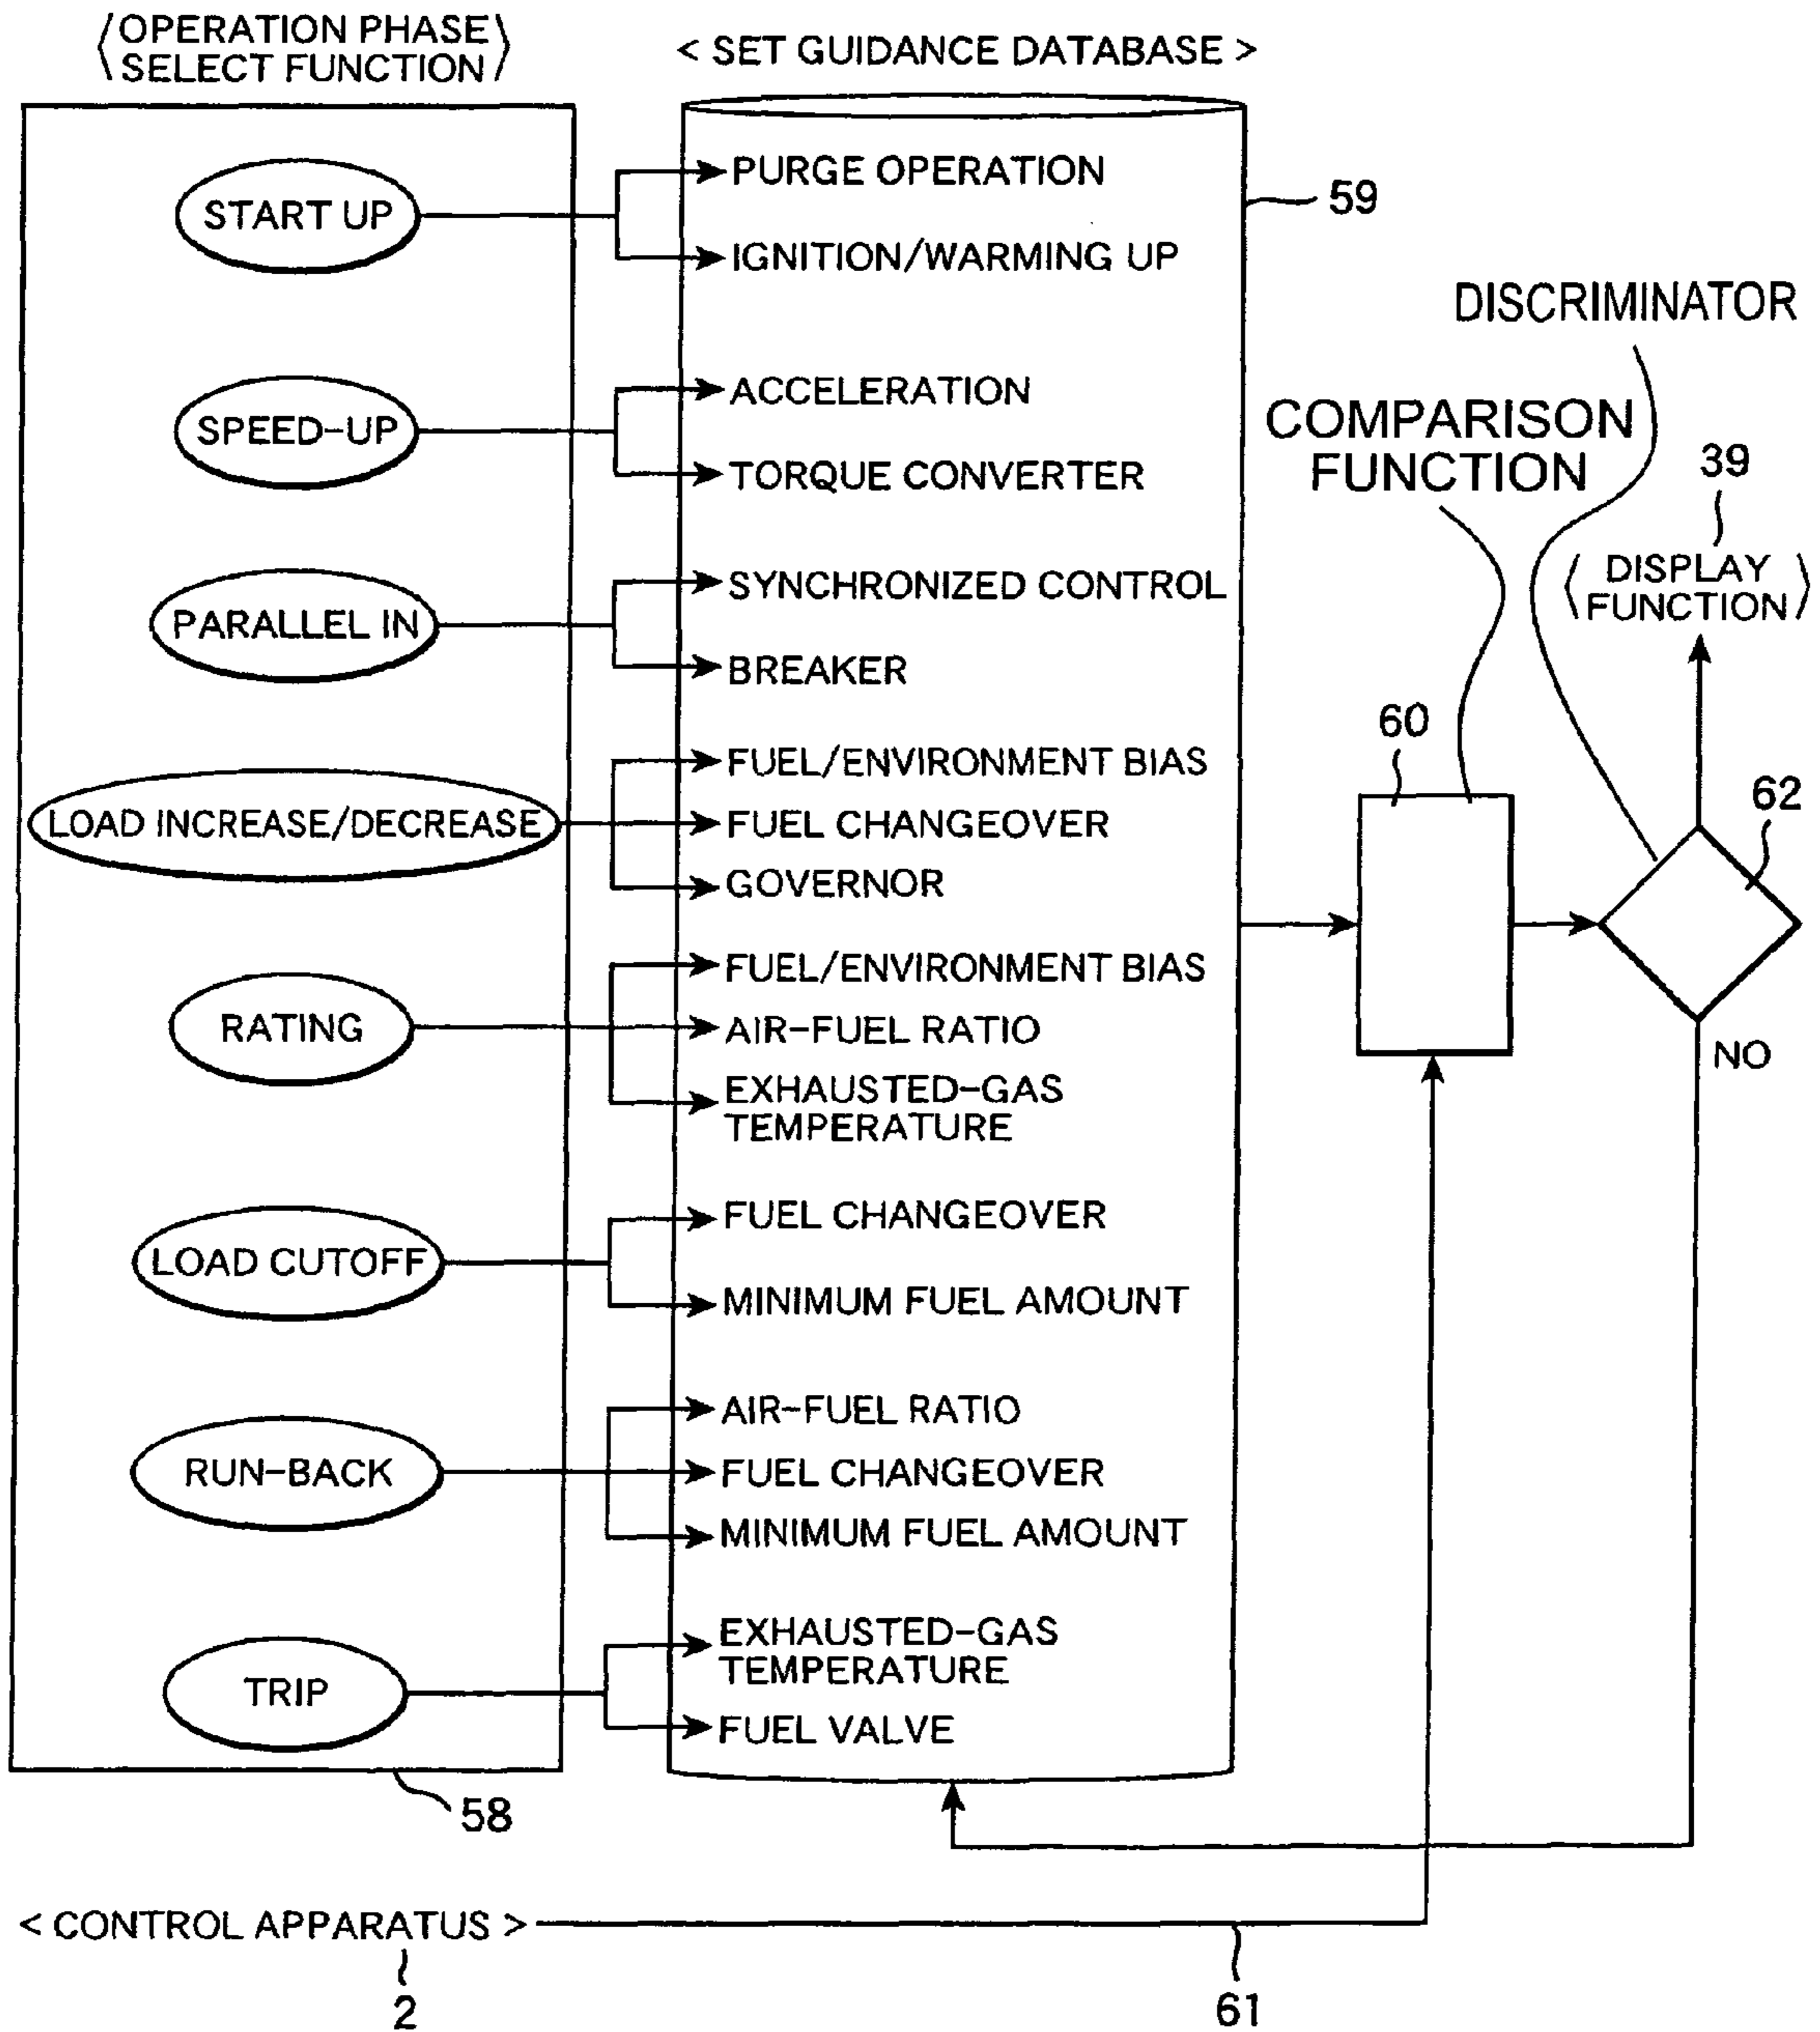 OPERATION PHASE
SELECT FUNCTION
< SET GUIDANCE DATABASE >
START UP
PURGE OPERATION
IGNITION/WARMING UP
59
DISCRIMINATOR
SPEED-UP
ACCELERATION
TORQUE CONVERTER
COMPARISON
FUNCTION
39
DISPLAY
FUNCTION
PARALLEL IN
SYNCHRONIZED CONTROL
BREAKER
60
62
LOAD INCREASE/DECREASE
FUEL/ENVIRONMENT BIAS
FUEL CHANGEOVER
GOVERNOR
RATING
FUEL/ENVIRONMENT BIAS
AIR-FUEL RATIO
EXHAUSTED-GAS
TEMPERATURE
NO
LOAD CUTOFF
FUEL CHANGEOVER
MINIMUM FUEL AMOUNT
RUN-BACK
AIR-FUEL RATIO
FUEL CHANGEOVER
MINIMUM FUEL AMOUNT
TRIP
EXHAUSTED-GAS
TEMPERATURE
FUEL VALVE
58
< CONTROL APPARATUS >
2
61